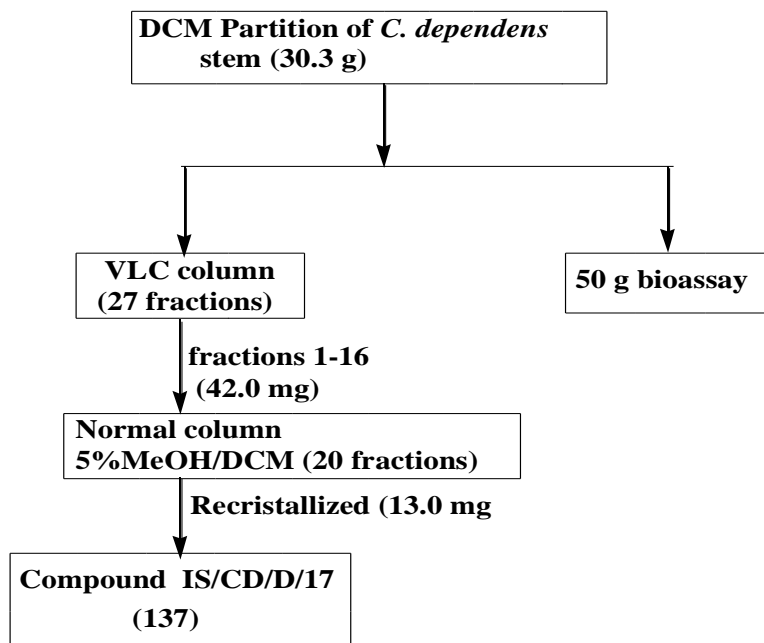 DCM Partition of C. dependens
stem (30.3 g)
VLC column
(27 fractions)
50 g bioassay
fractions 1-16
(42.0 mg)
Normal column
5%MeOH/DCM (20 fractions)
Recristallized (13.0 mg
Compound IS/CD/D/17
(137)